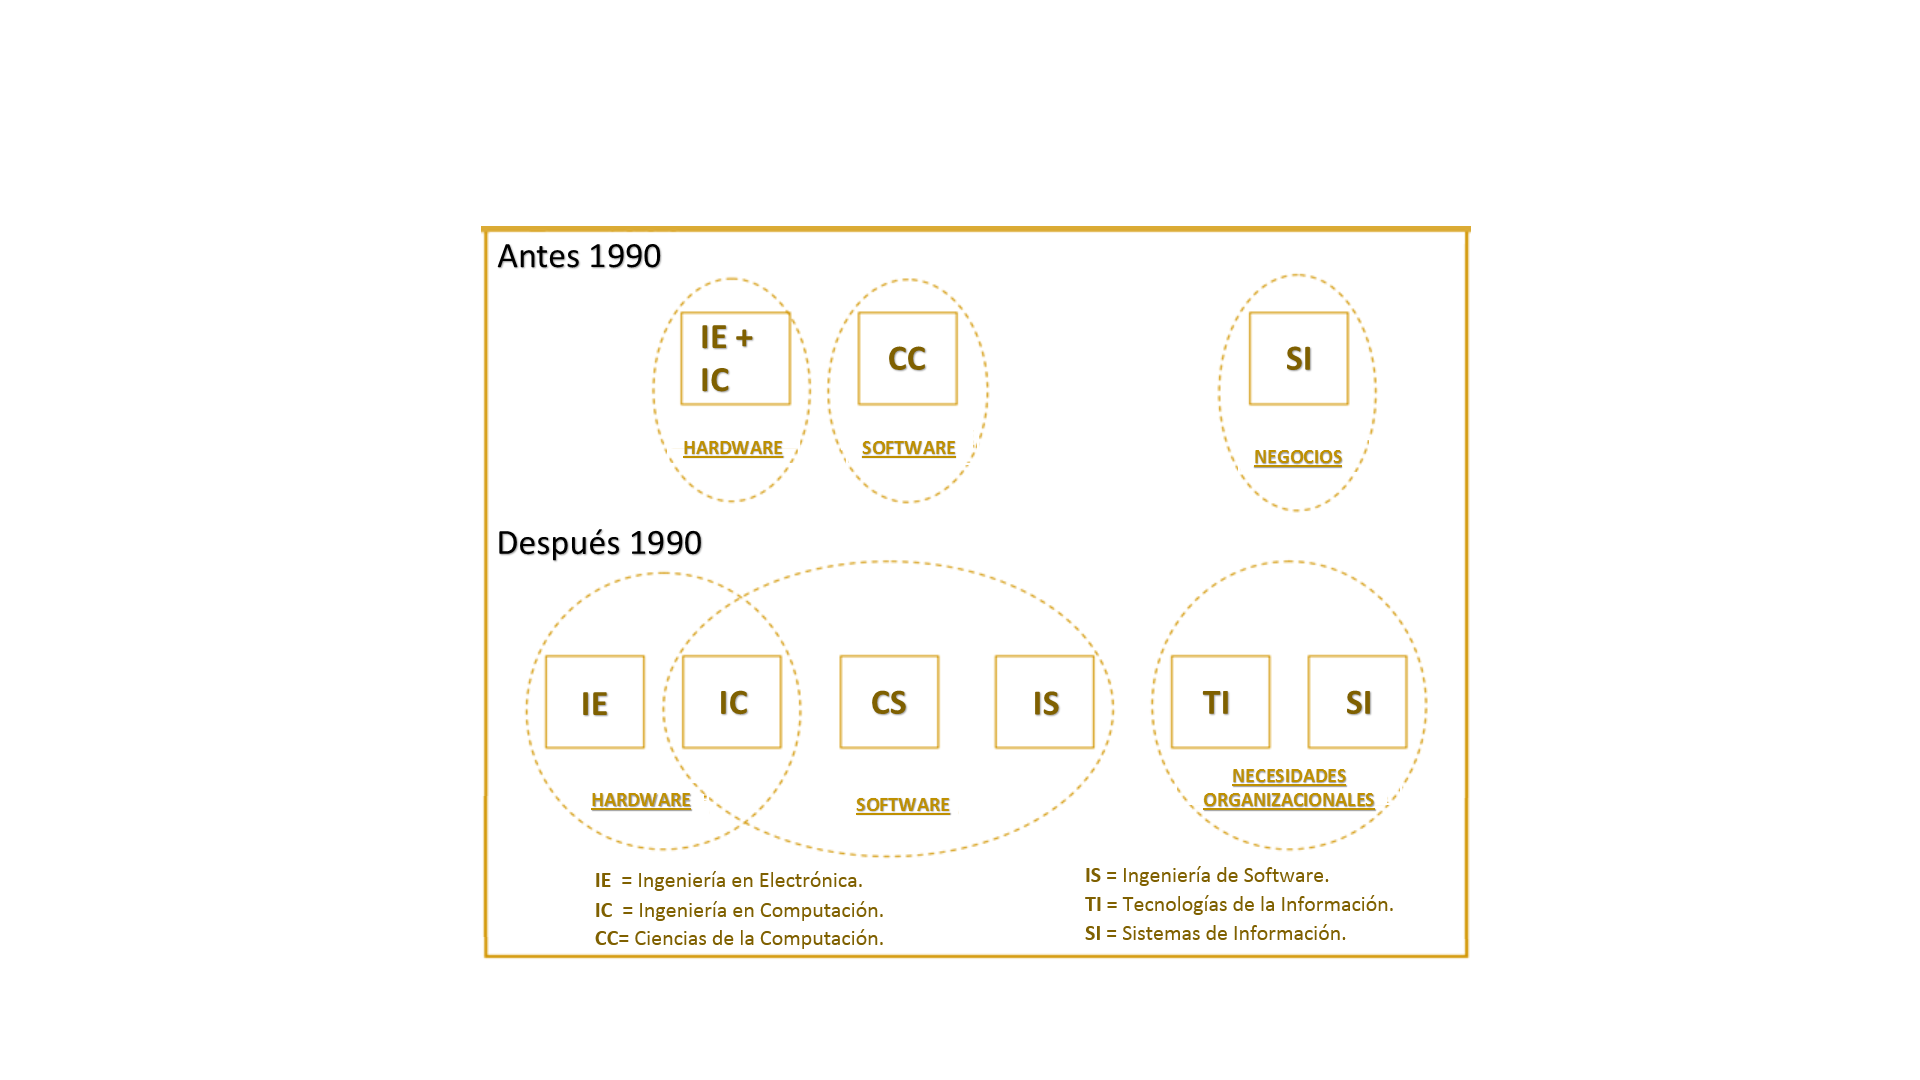 Antes 1990
IE +
IC
CC
SI
HARDWARE
SOFTWARE
NEGOCIOS
Después 1990
IE
IC
CS
IS
TI
SI
HARDWARE
SOFTWARE
NECESIDADES
ORGANIZACIONALES
IE = Ingeniería en Electrónica.
IC = Ingeniería en Computación.
CC= Ciencias de la Computación.
IS = Ingeniería de Software.
TI = Tecnologías de la Información.
SI = Sistemas de Información.